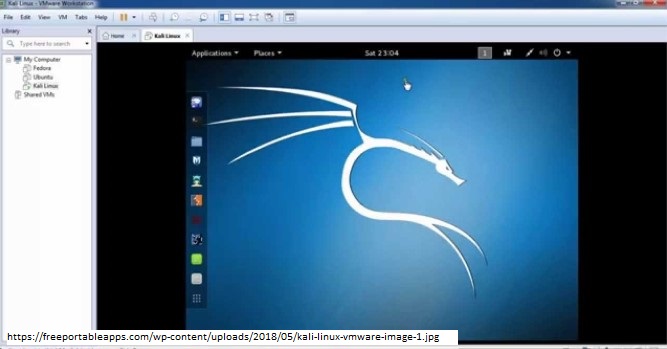 Kali Linux - VMware Workstation
File Edit View VM Tabs Help
Library
Type here to search
My Computer
Fedora
Ubuntu
Kali Linux
Shared VMs
Home
Kali Linux
Applications Places Sat 23:04 1
https://freeportableapps.com/wp-content/uploads/2018/05/kali-linux-vmware-image-1.jpg